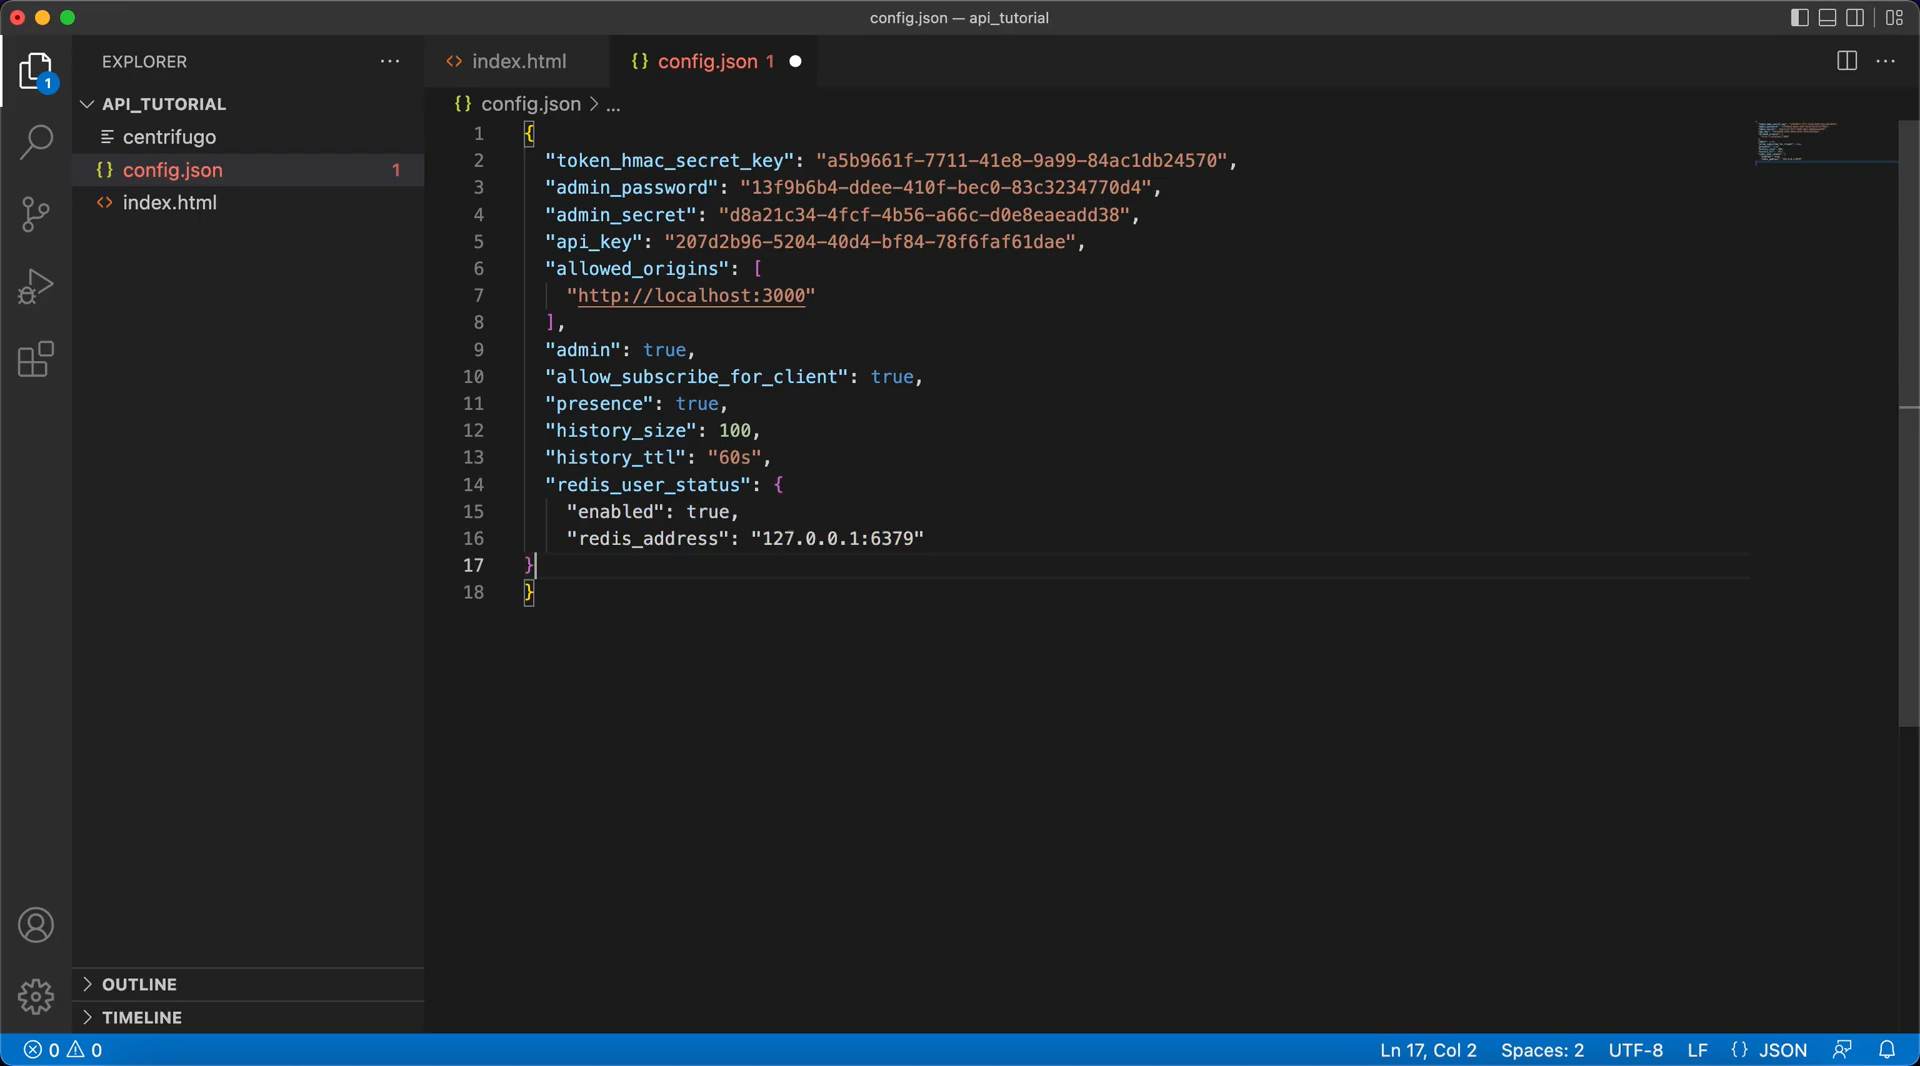 config.json — api_tutorial
EXPLORER
index.html
config.json 1
1
API_TUTORIAL
config.json > ...
centrifugo
config.json 1
index.html
1 {
2 "token_hmac_secret_key": "a5b9661f-7711-41e8-9a99-84ac1db24570",
3 "admin_password": "13f9b6b4-ddee-410f-bec0-83c3234770d4",
4 "admin_secret": "d8a21c34-4fcf-4b56-a66c-d0e8eaeadd38",
5 "api_key": "207d2b96-5204-40d4-bf84-78f6faf61dae",
6 "allowed_origins": [
7 "http://localhost:3000"
8 ],
9 "admin": true,
10 "allow_subscribe_for_client": true,
11 "presence": true,
12 "history_size": 100,
13 "history_ttl": "60s",
14 "redis_user_status": {
15 "enabled": true,
16 "redis_address": "127.0.0.1:6379"
17 }
18 }
OUTLINE
TIMELINE
0 0
Ln 17, Col 2 Spaces: 2 UTF-8 LF {} JSON